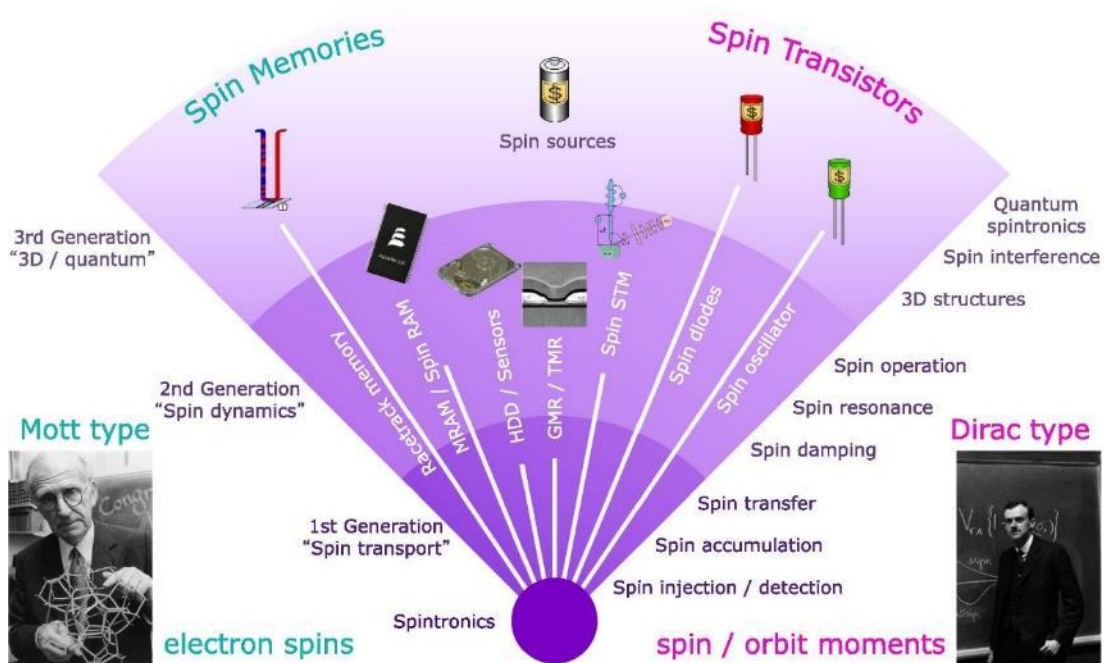 Spin Memories
Spin Transistors
Spin sources
3rd Generation
"3D / quantum"
Quantum
spintronics
Spin interference
3D structures
2nd Generation
"Spin dynamics"
Racetrack memory
MRAM / Spin RAM
HDD / Sensors
GMR / TMR
Spin STM
Spin diodes
Spin oscillator
Spin operation
Spin resonance
Spin damping
Mott type
Dirac type
1st Generation
"Spin transport"
Spin transfer
Spin accumulation
Spin injection / detection
Spintronics
electron spins
spin / orbit moments